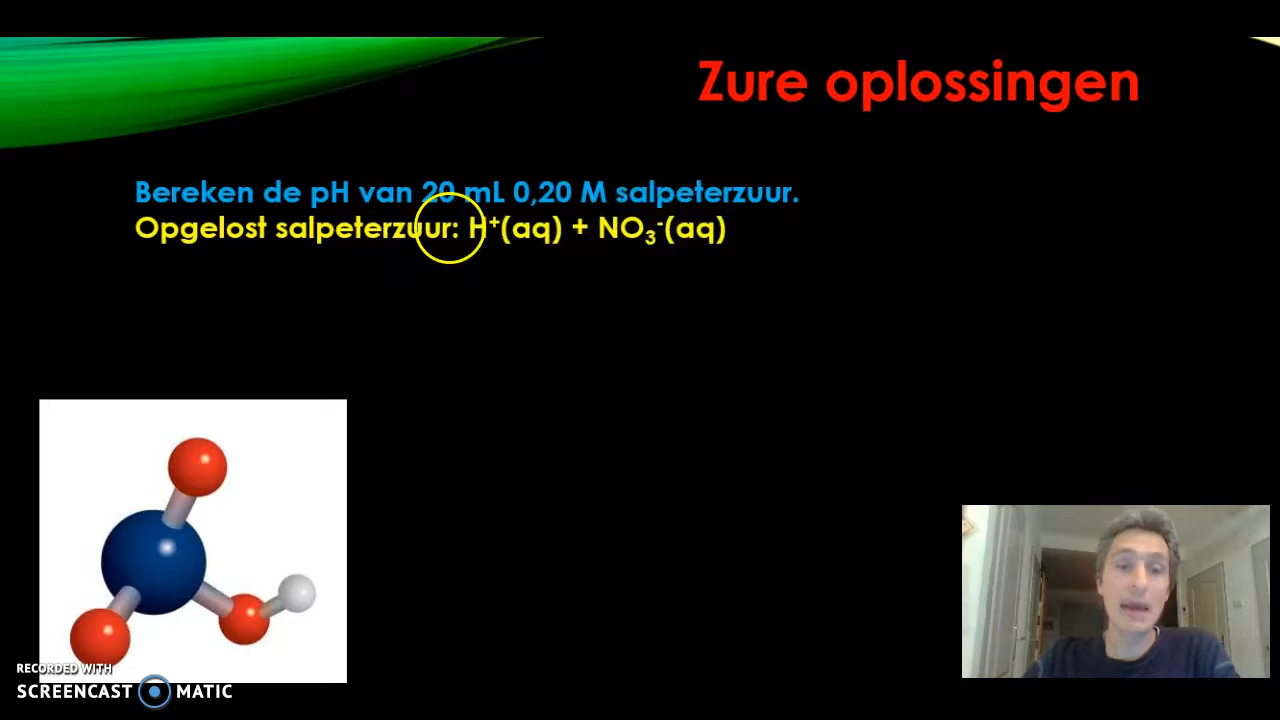 Zure oplossingen
Bereken de pH van 20 mL 0,20 M salpeterzuur.
Opgelost salpeterzuur: H⁺(aq) + NO₃⁻(aq)
RECORDED WITH
SCREENCAST MATIC